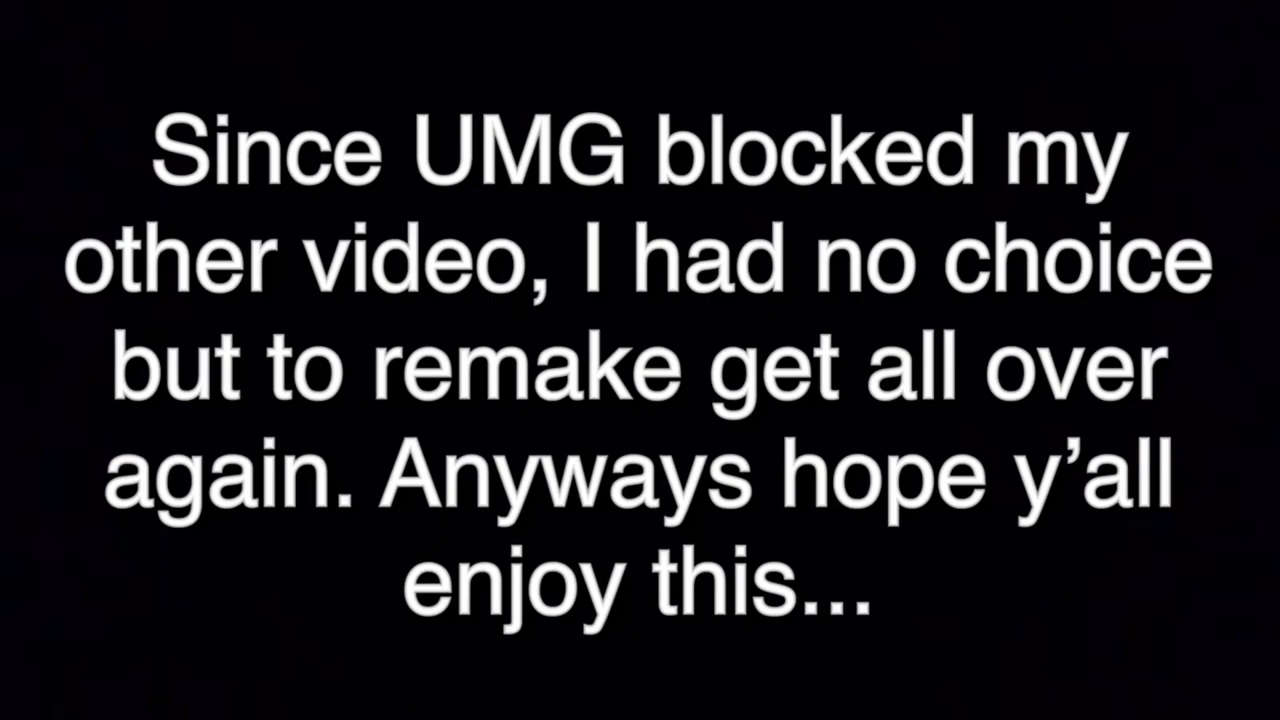 Since UMG blocked my
other video, I had no choice
but to remake get all over
again. Anyways hope y’all
enjoy this...